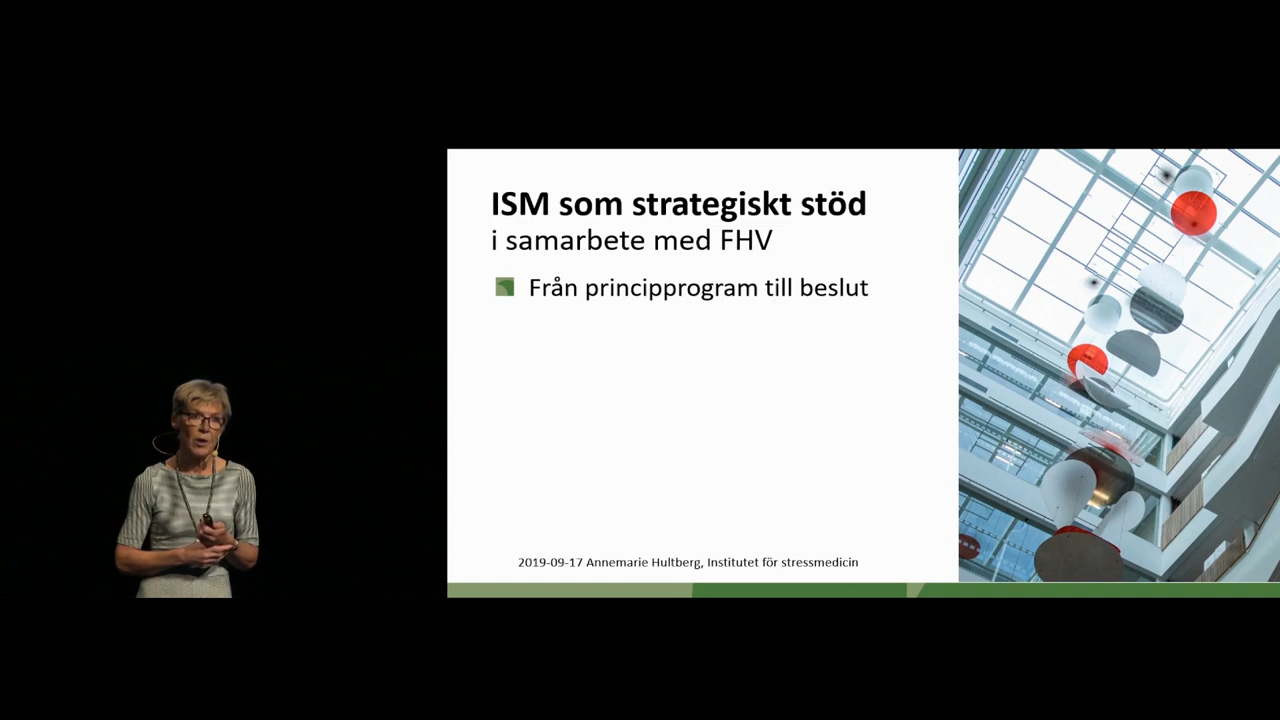 ISM som strategiskt stöd
i samarbete med FHV
Från principprogram till beslut
2019-09-17 Annemarie Hultberg, Institutet för stressmedicin